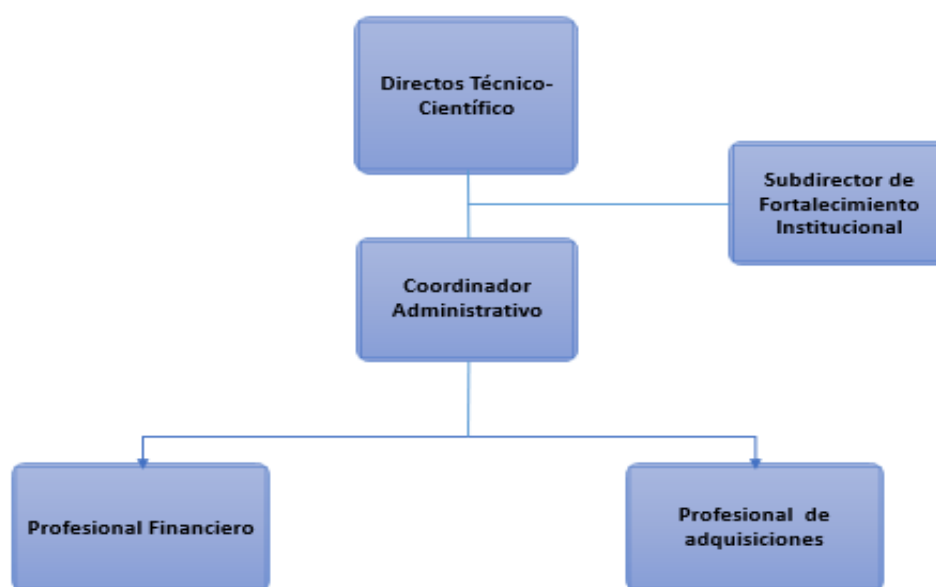 Directos Técnico-
Científico
Subdirector de
Fortalecimiento
Institucional
Coordinador
Administrativo
Profesional Financiero
Profesional de
adquisiciones